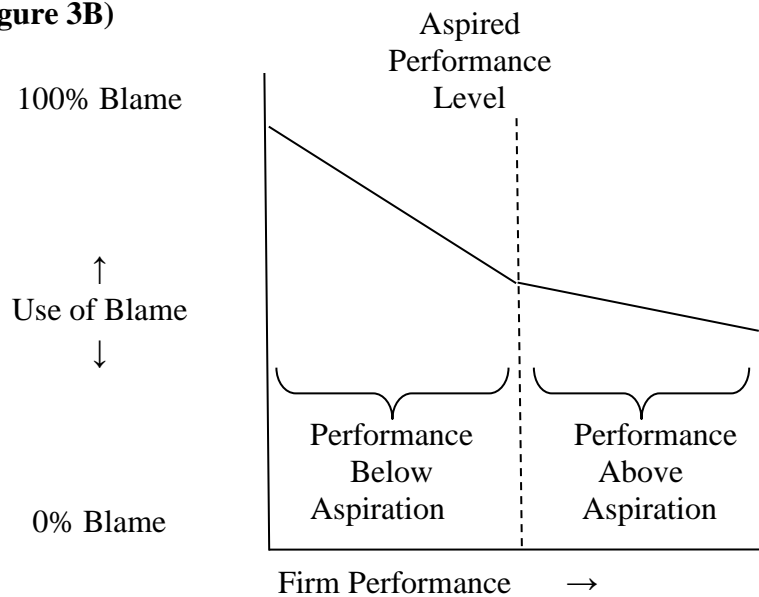 gure 3B)
Aspired
Performance
Level
100% Blame
↑
Use of Blame
↓
Performance
Below
Aspiration
Performance
Above
Aspiration
0% Blame
Firm Performance →